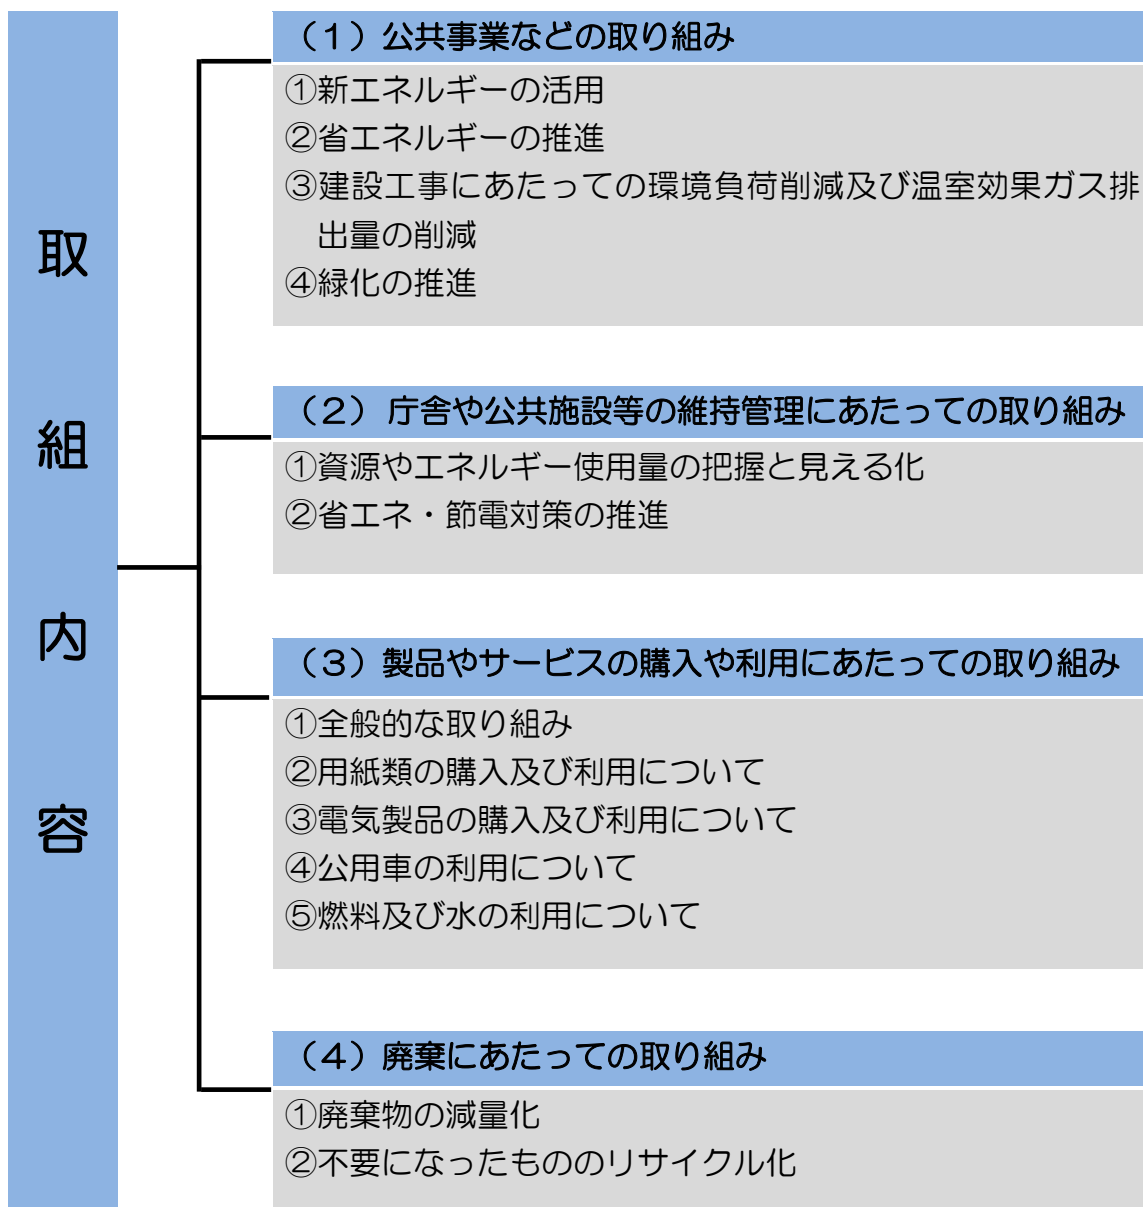 取組内容
（１）公共事業などの取り組み
①新エネルギーの活用
②省エネルギーの推進
③建設工事にあたっての環境負荷削減及び温室効果ガス排
出量の削減
④緑化の推進
（２） 庁舎や公共施設等の維持管理にあたっての取り組み
①資源やエネルギー使用量の把握と見える化
②省エネ・節電対策の推進
（３）製品やサービスの購入や利用にあたっての取り組み
①全般的な取り組み
②用紙類の購入及び利用について
③電気製品の購入及び利用について
④公用車の利用について
⑤燃料及び水の利用について
（４）廃棄にあたっての取り組み
①廃棄物の減量化
②不要になったもののリサイクル化